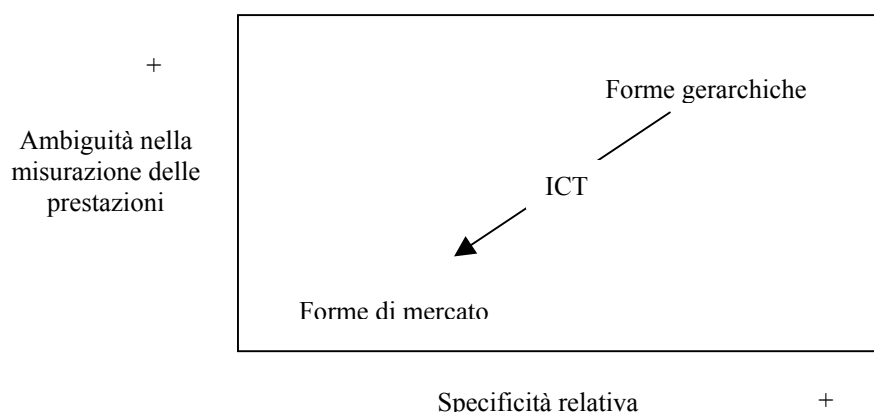 +
Forme gerarchiche
Ambiguità nella
misurazione delle
prestazioni
ICT
Forme di mercato
Specificità relativa
+